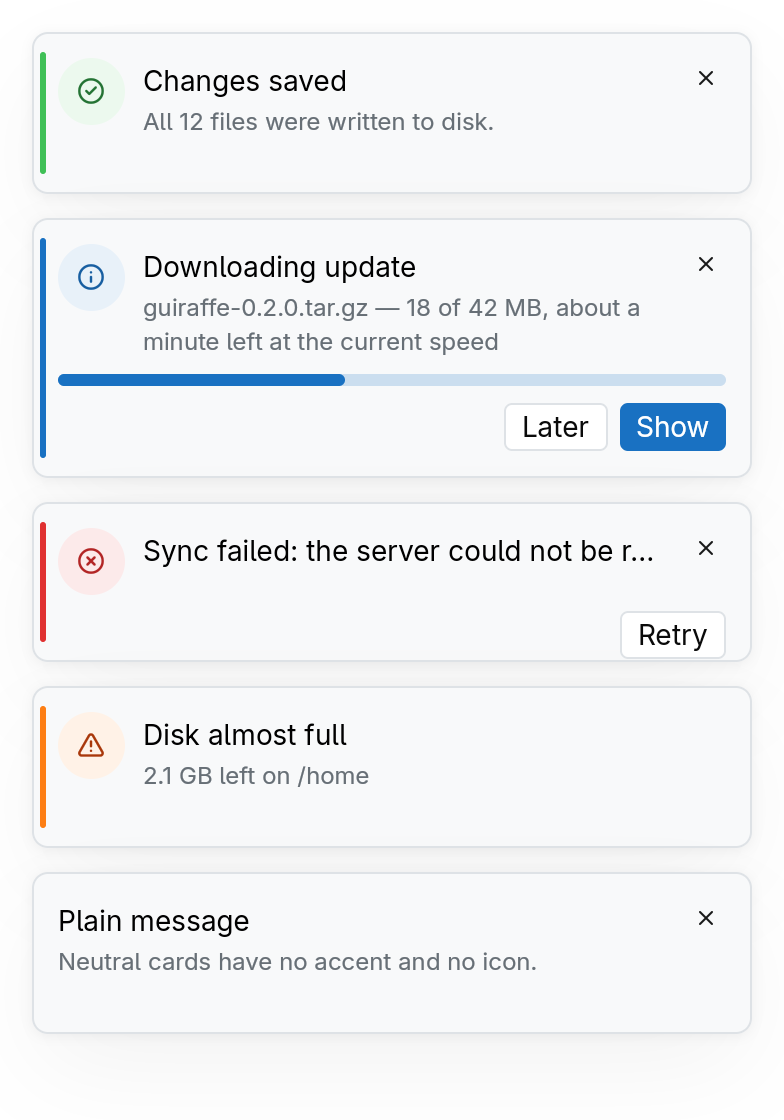 Changes saved
All 12 files were written to disk.
Downloading update
guiraffe-0.2.0.tar.gz — 18 of 42 MB, about a
minute left at the current speed
Later
Show
Sync failed: the server could not be r...
Retry
Disk almost full
2.1 GB left on /home
Plain message
Neutral cards have no accent and no icon.